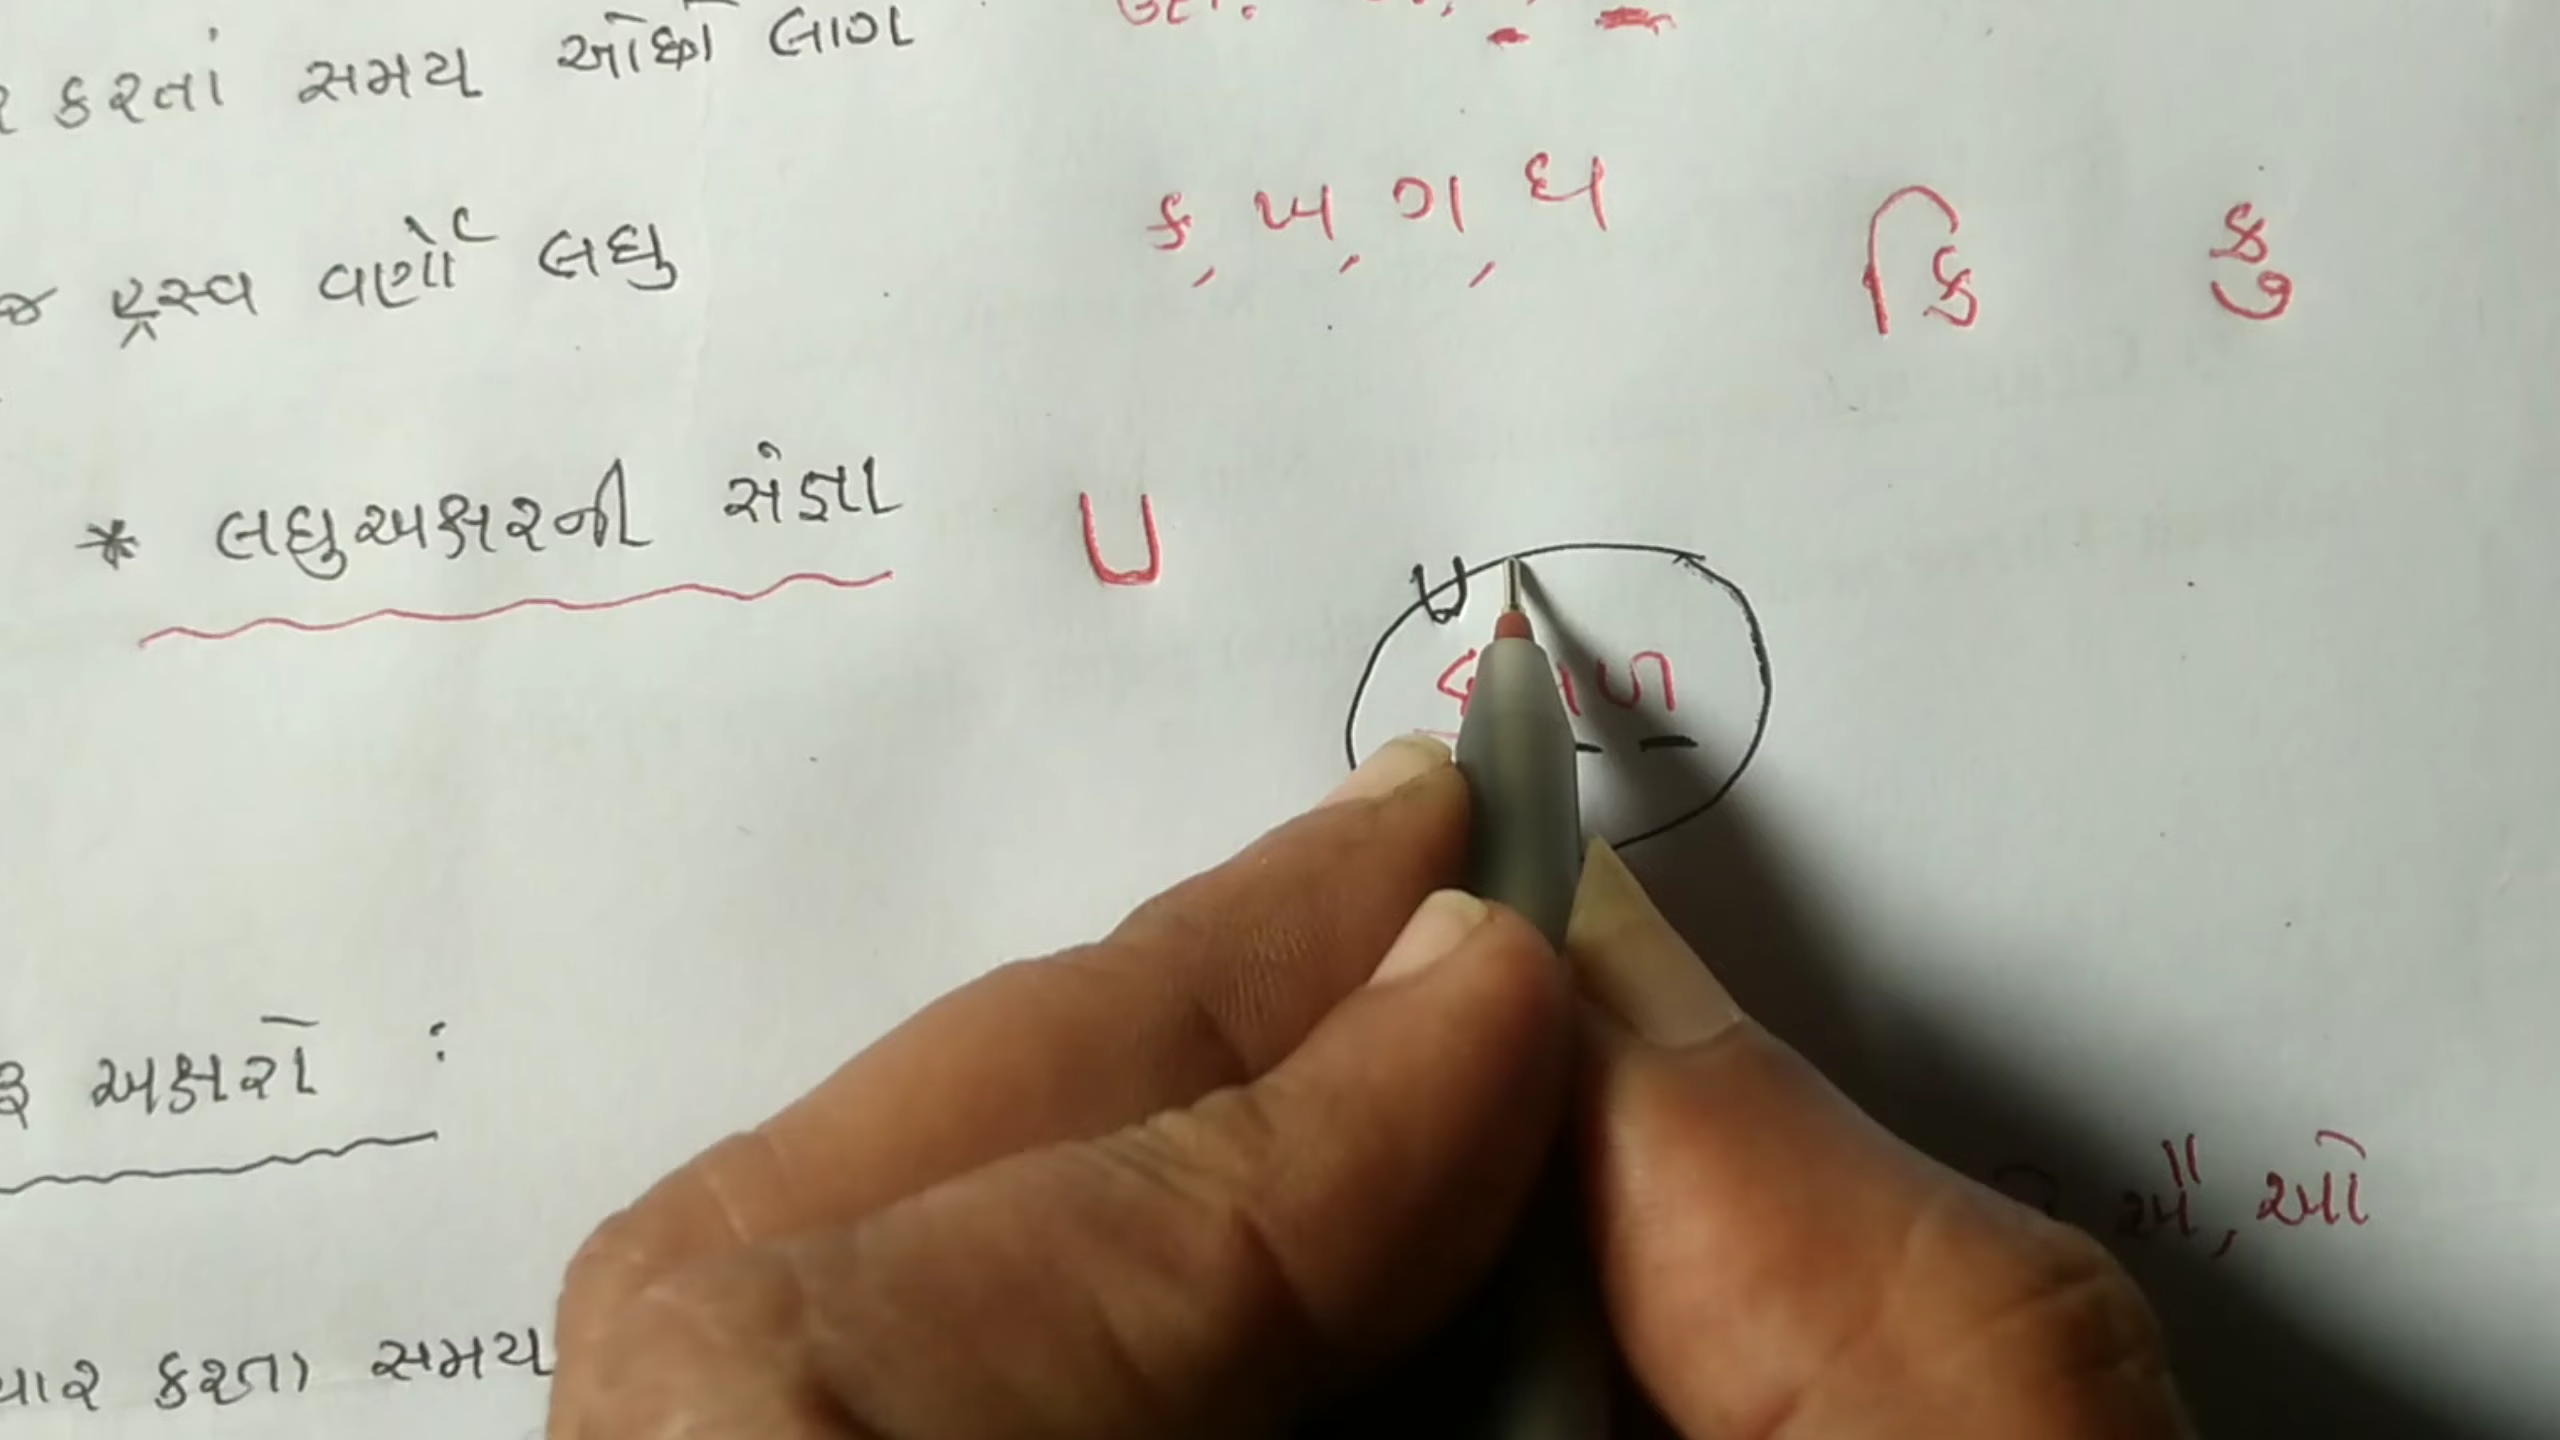 કરતાં સમય ઓછો લાગ
ક, ખ, ગ, ઘ કિ કુ
જ હ્રસ્વ વર્ણો લઘુ
* લઘુઅક્ષરની સંજ્ઞા U
U
અક્ષરો :
ઐ, ઓ
કરતા સમય